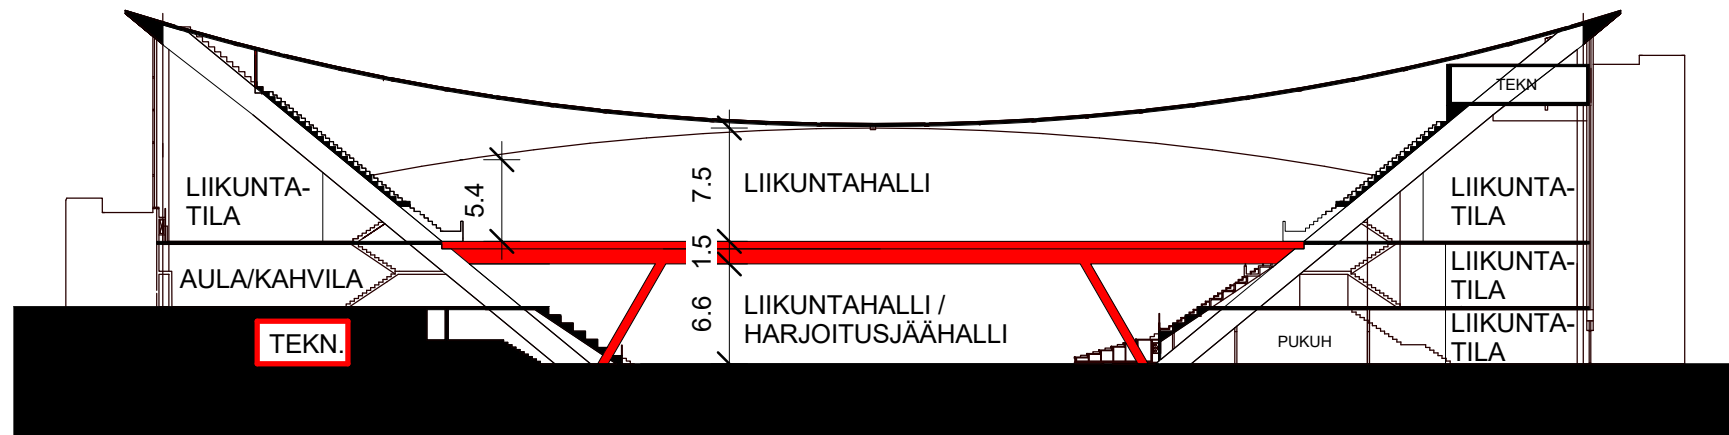 TEKN
LIIKUNTA-
TILA
5.4
7.5
LIIKUNTAHALLI
LIIKUNTA-
TILA
AULA/KAHVILA
1.5
LIIKUNTA-
TILA
TEKN.
6.6
LIIKUNTAHALLI /
HARJOITUSJÄÄHALLI
PUKUH
LIIKUNTA-
TILA